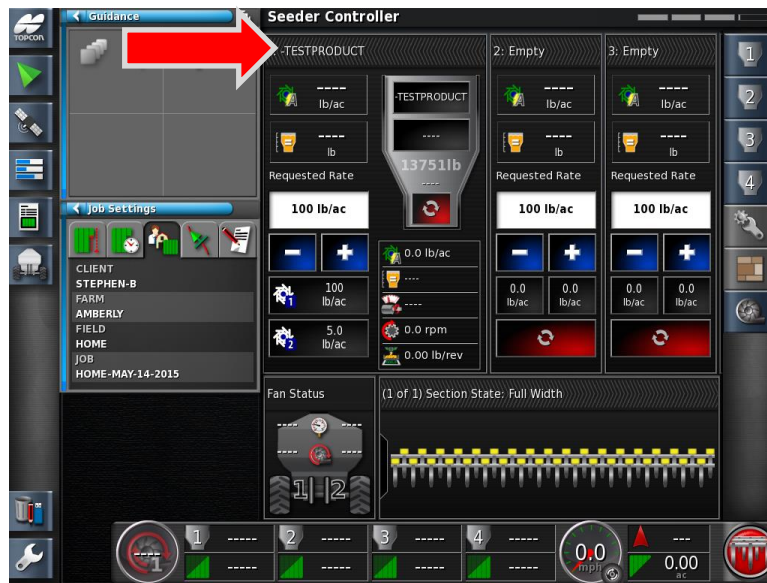 Guidance
Seeder Controller
TOPCON
-TESTPRODUCT
2: Empty
3: Empty
----
lb/ac
----
lb
Requested Rate
100 lb/ac
100
lb/ac
5.0
lb/ac
-TESTPRODUCT
----
13751lb
----
0.0 lb/ac
----
----
0.0 rpm
0.00 lb/rev
----
lb/ac
----
lb
Requested Rate
100 lb/ac
0.0
lb/ac
0.0
lb/ac
----
lb/ac
----
lb
Requested Rate
100 lb/ac
0.0
lb/ac
0.0
lb/ac
1
2
3
4
Job Settings
CLIENT
STEPHEN-B
FARM
AMBERLY
FIELD
HOME
JOB
HOME-MAY-14-2015
1
2
Fan Status
---- ----
---- ----
1 2
(1 of 1) Section State: Full Width
----
1
1 -----
-----
2 -----
-----
3 -----
-----
4 -----
-----
0.0
mph
---
0.00
ac